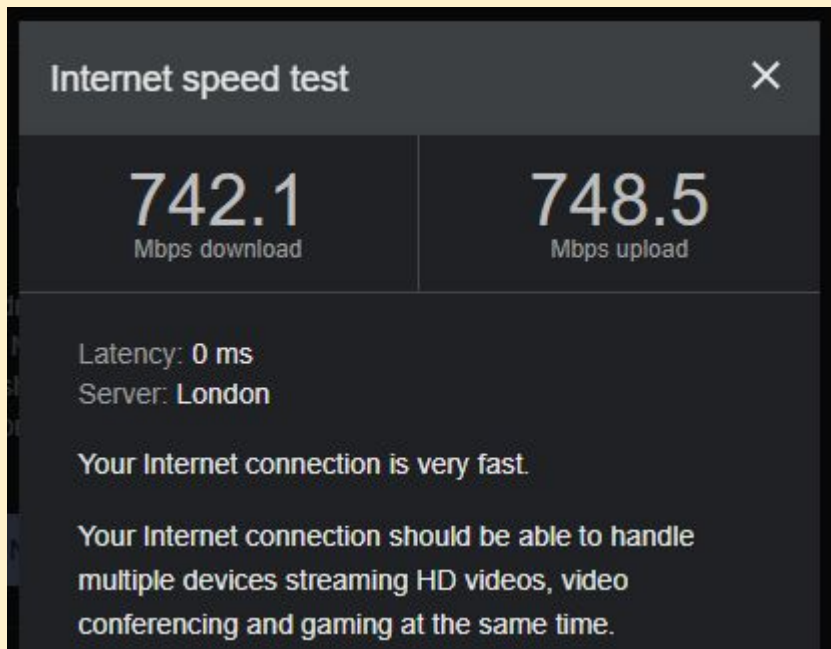 Internet speed test
742.1
Mbps download
748.5
Mbps upload
Latency: 0 ms
Server: London
Your Internet connection is very fast.
Your Internet connection should be able to handle
multiple devices streaming HD videos, video
conferencing and gaming at the same time.